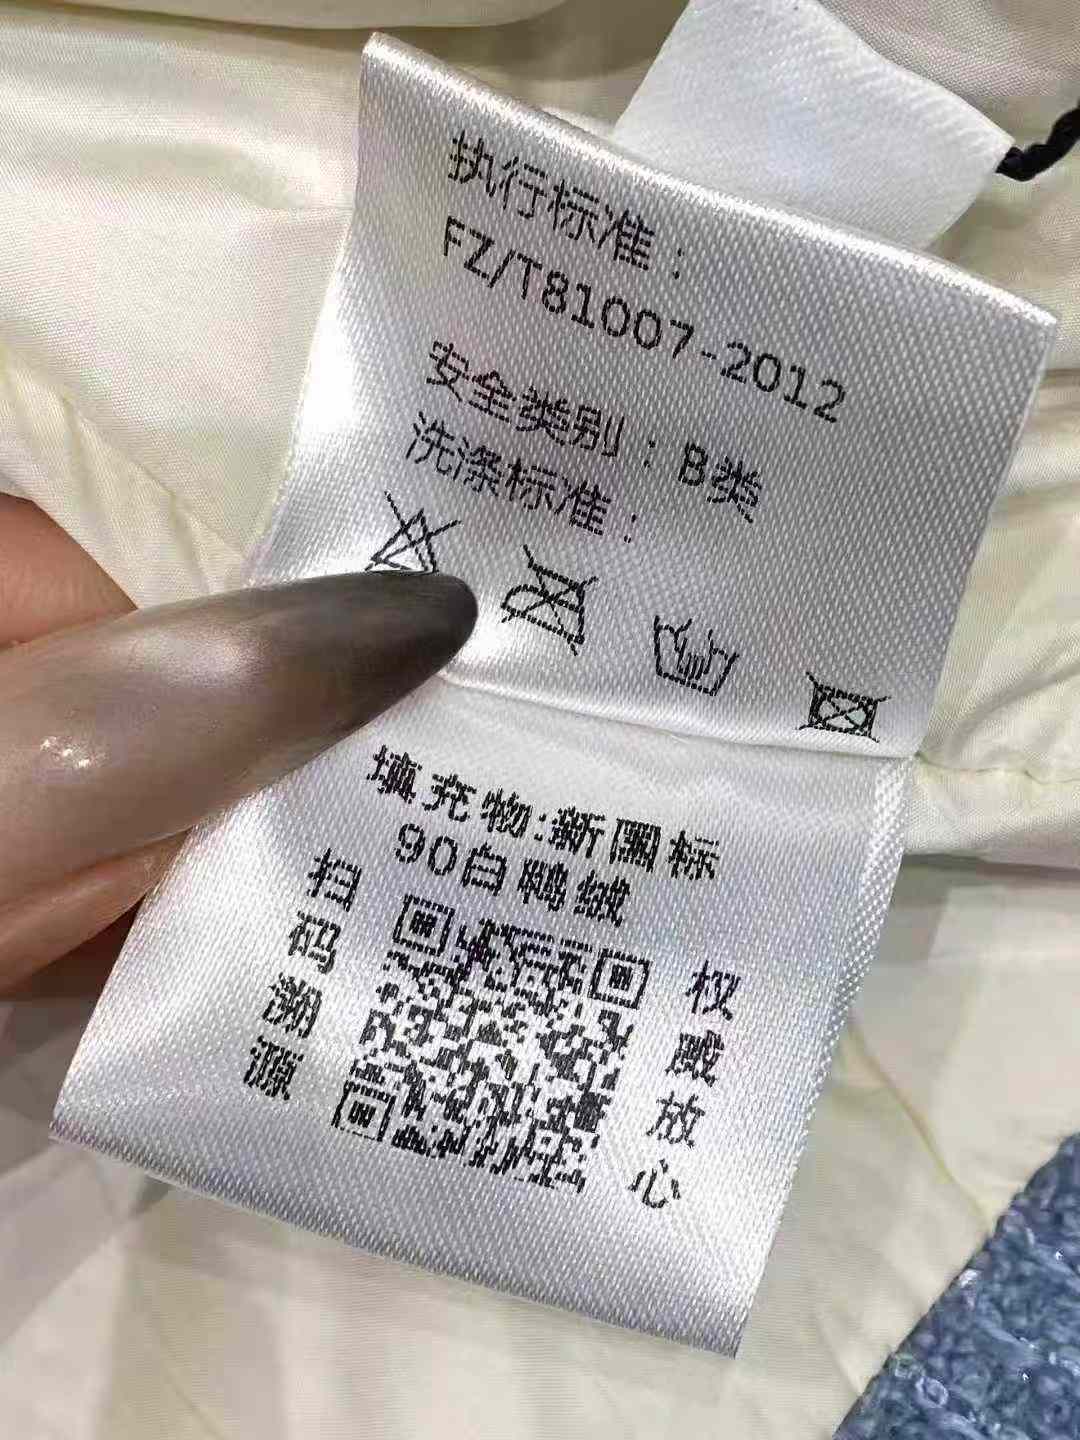 执行标准：
FZ/T81007-2012
安全类别：B类
洗涤标准：
填充物:新国标
90白鸭绒
扫码溯源
权威放心